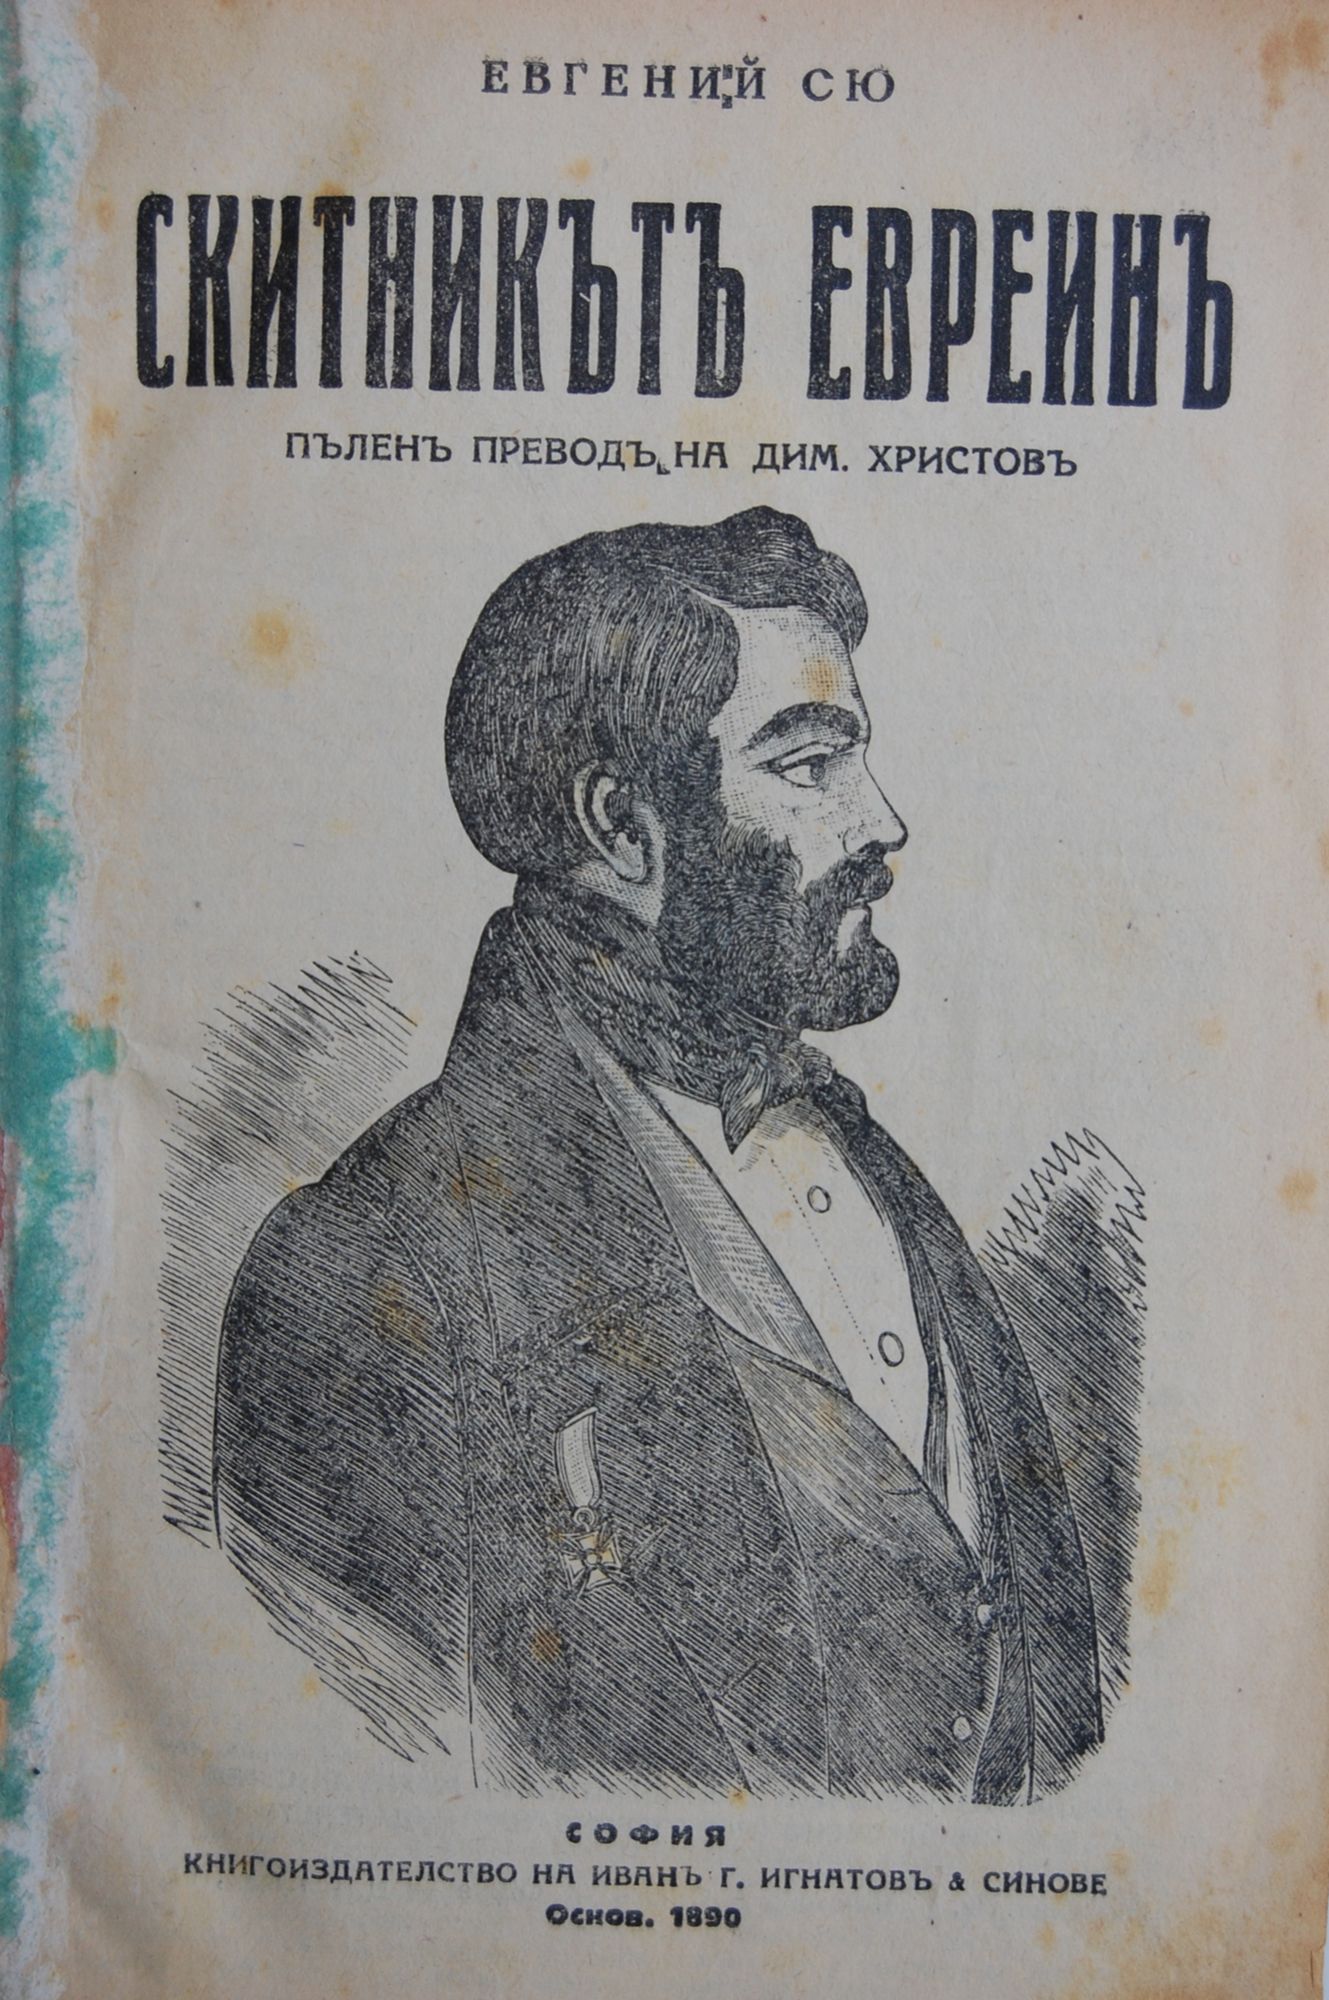 ЕВГЕНИЙ СЮ
СКИТНИКЪТЪ ЕВРЕИНЪ
ПЪЛЕНЪ ПРЕВОДЪ НА ДИМ. ХРИСТОВЪ
СОФИЯ
КНИГОИЗДАТЕЛСТВО НА ИВАНЪ Г. ИГНАТОВЪ & СИНОВЕ
Основ. 1890